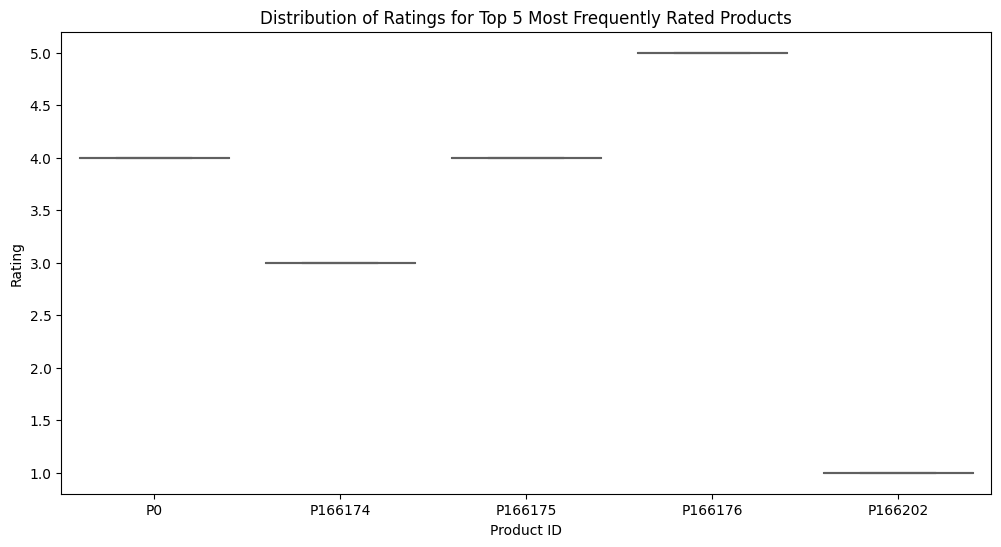 Distribution of Ratings for Top 5 Most Frequently Rated Products
5.0
4.5
4.0
3.5
3.0
2.5
2.0
1.5
1.0
Rating
P0 P166174 P166175 P166176 P166202
Product ID